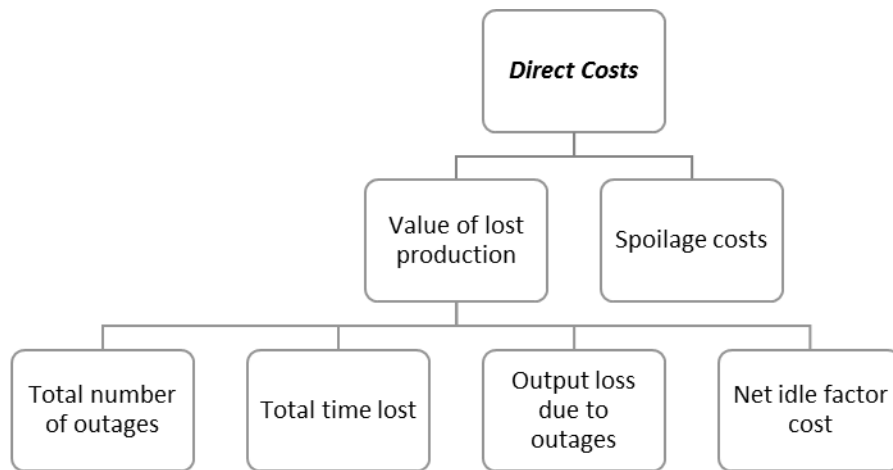 Direct Costs
Value of lost
production
Spoilage costs
Total number
of outages
Total time lost
Output loss
due to
outages
Net idle factor
cost